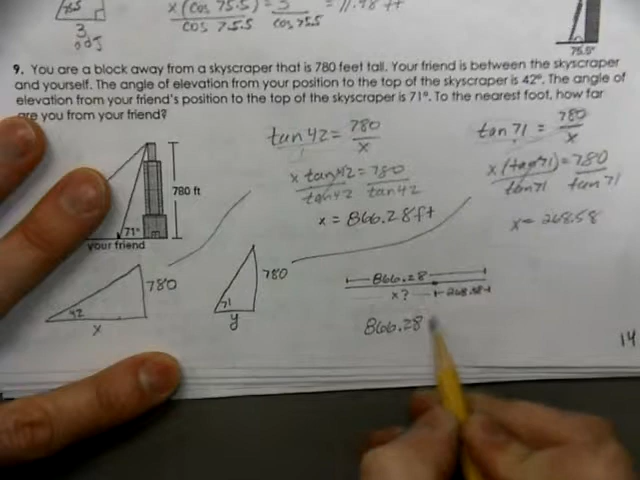 x(cos 75.5) = 3 = 11.98 ft
cos 75.5 cos 75.5
3
adj
75.5°
9. You are a block away from a skyscraper that is 780 feet tall. Your friend is between the skyscraper
and yourself. The angle of elevation from your position to the top of the skyscraper is 42°. The angle of
elevation from your friend's position to the top of the skyscraper is 71°. To the nearest foot, how far
are you from your friend?
tan 42 = 780
x
x tan 42 = 780
tan 42 tan 42
x = 866.28 ft
tan 71 = 780
x
x(tan 71) = 780
tan 71 tan 71
x = 268.58
780 ft
71°
your friend
780
42
x
780
71
y
866.28
x? 268.58
866.28
14